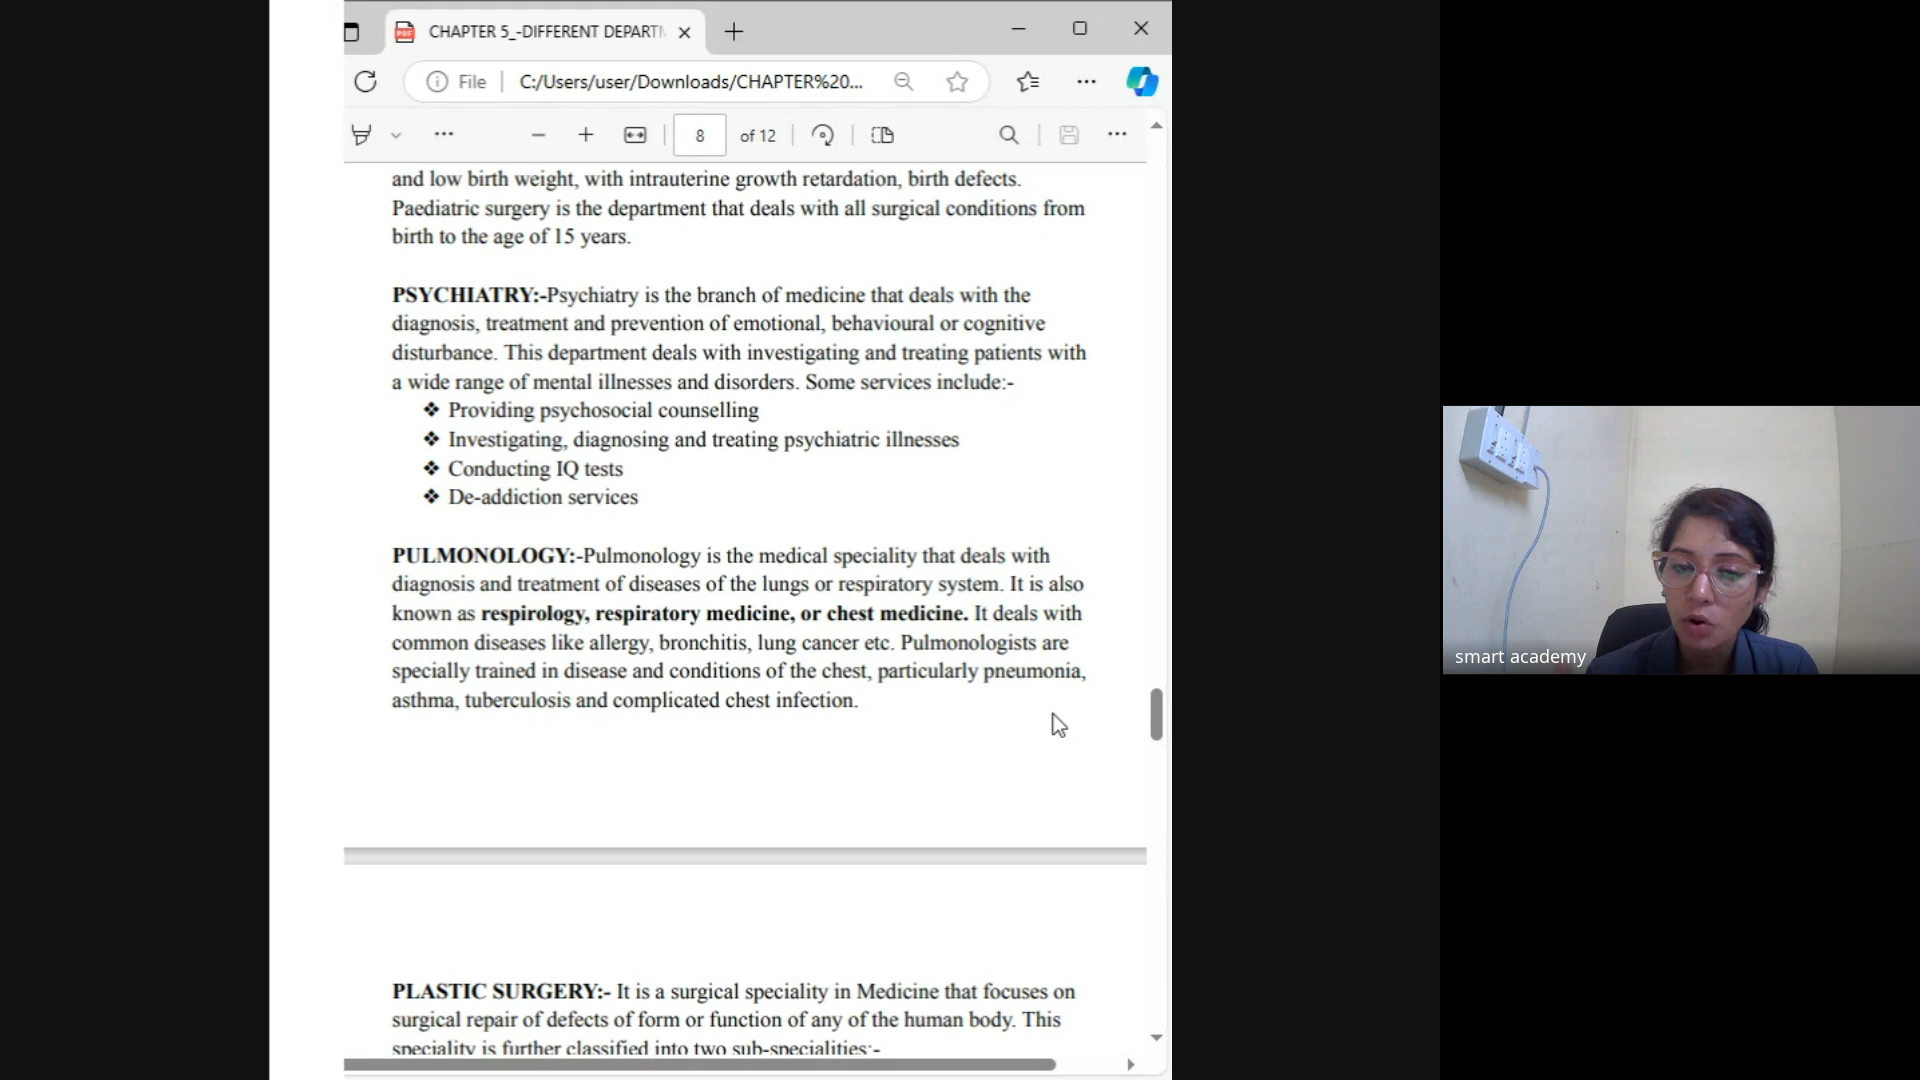 CHAPTER 5_-DIFFERENT DEPARTM
File
C:/Users/user/Downloads/CHAPTER%20...
8 of 12
and low birth weight, with intrauterine growth retardation, birth defects.
Paediatric surgery is the department that deals with all surgical conditions from
birth to the age of 15 years.
PSYCHIATRY:-Psychiatry is the branch of medicine that deals with the
diagnosis, treatment and prevention of emotional, behavioural or cognitive
disturbance. This department deals with investigating and treating patients with
a wide range of mental illnesses and disorders. Some services include:-
❖ Providing psychosocial counselling
❖ Investigating, diagnosing and treating psychiatric illnesses
❖ Conducting IQ tests
❖ De-addiction services
PULMONOLOGY:-Pulmonology is the medical speciality that deals with
diagnosis and treatment of diseases of the lungs or respiratory system. It is also
known as respirology, respiratory medicine, or chest medicine. It deals with
common diseases like allergy, bronchitis, lung cancer etc. Pulmonologists are
specially trained in disease and conditions of the chest, particularly pneumonia,
asthma, tuberculosis and complicated chest infection.
PLASTIC SURGERY:- It is a surgical speciality in Medicine that focuses on
surgical repair of defects of form or function of any of the human body. This
speciality is further classified into two sub-specialities:-
smart academy